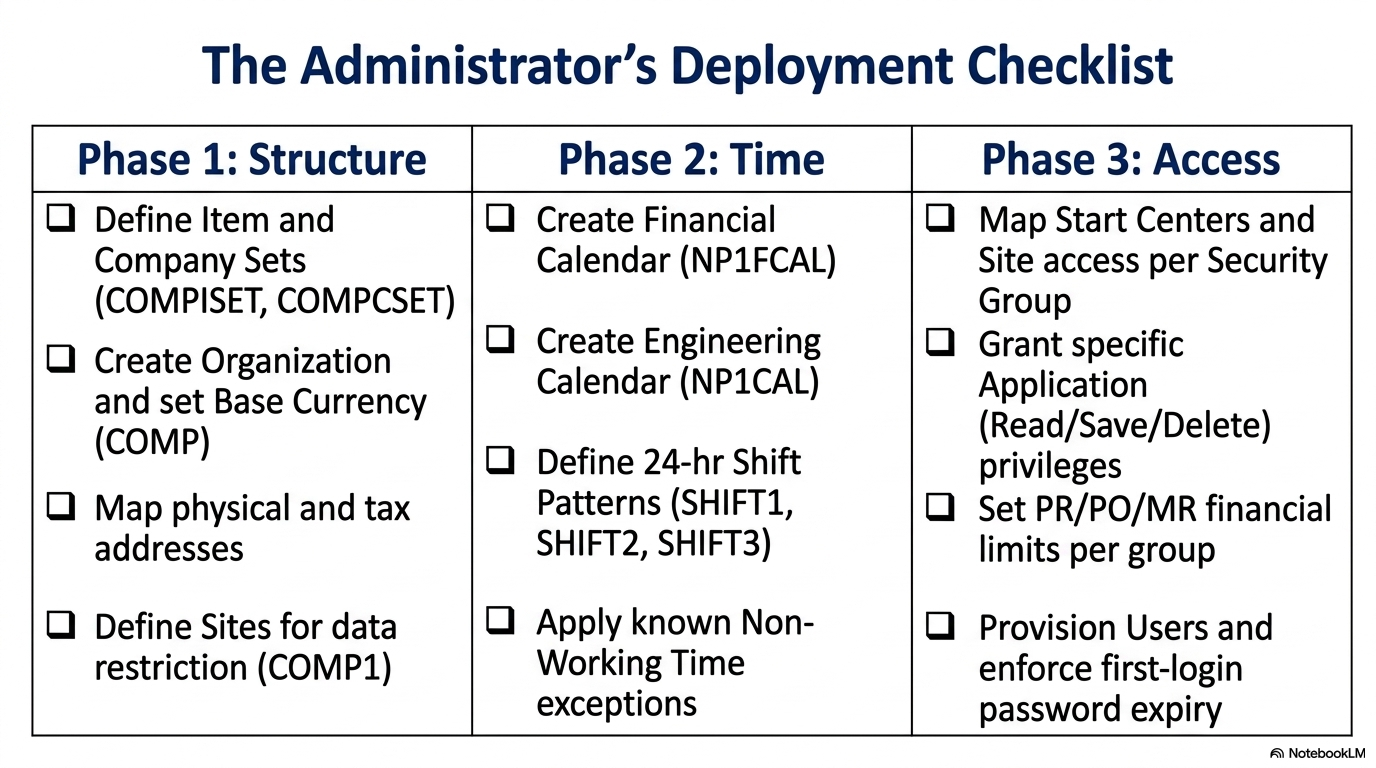 The Administrator’s Deployment Checklist
Phase 1: Structure
❑ Define Item and
Company Sets
(COMPISET, COMPCSET)
❑ Create Organization
and set Base Currency
(COMP)
❑ Map physical and tax
addresses
❑ Define Sites for data
restriction (COMP1)
Phase 2: Time
❑ Create Financial
Calendar (NP1FCAL)
❑ Create Engineering
Calendar (NP1CAL)
❑ Define 24-hr Shift
Patterns (SHIFT1,
SHIFT2, SHIFT3)
❑ Apply known Non-
Working Time
exceptions
Phase 3: Access
❑ Map Start Centers and
Site access per Security
Group
❑ Grant specific
Application
(Read/Save/Delete)
privileges
❑ Set PR/PO/MR financial
limits per group
❑ Provision Users and
enforce first-login
password expiry
NotebookLM